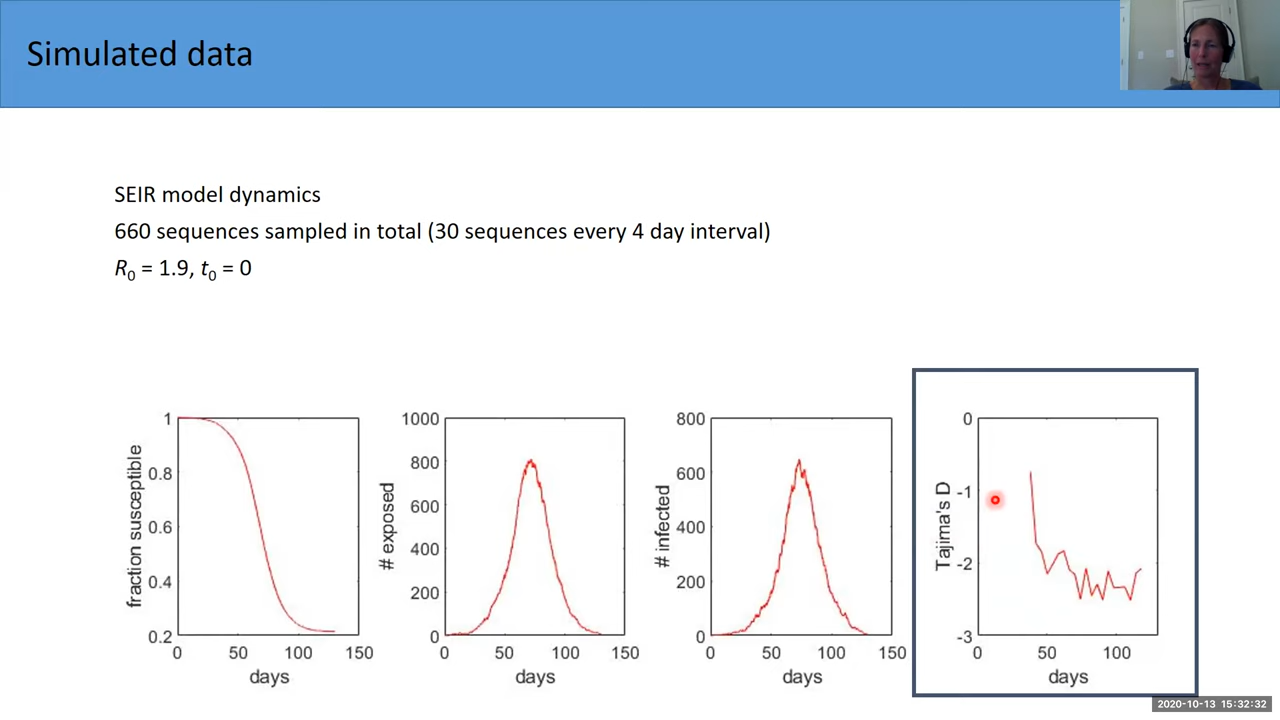 Simulated data
SEIR model dynamics
660 sequences sampled in total (30 sequences every 4 day interval)
R0 = 1.9, t0 = 0
fraction susceptible
1
0.8
0.6
0.4
0.2
0 50 100 150
days
# exposed
1000
800
600
400
200
0
0 50 100 150
days
# infected
800
600
400
200
0
0 50 100 150
days
Tajima's D
0
-1
-2
-3
0 50 100
days
2020-10-13 15:32:32